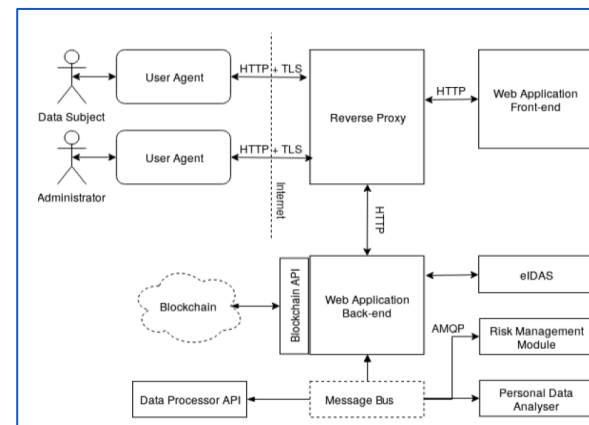 User Agent
HTTP + TLS
Reverse Proxy
HTTP
Web Application
Front-end
Data Subject
User Agent
HTTP + TLS
Administrator
Internet
HTTP
Blockchain
Blockchain API
Web Application
Back-end
eIDAS
AMQP
Risk Management
Module
Data Processor API
Message Bus
Personal Data
Analyser